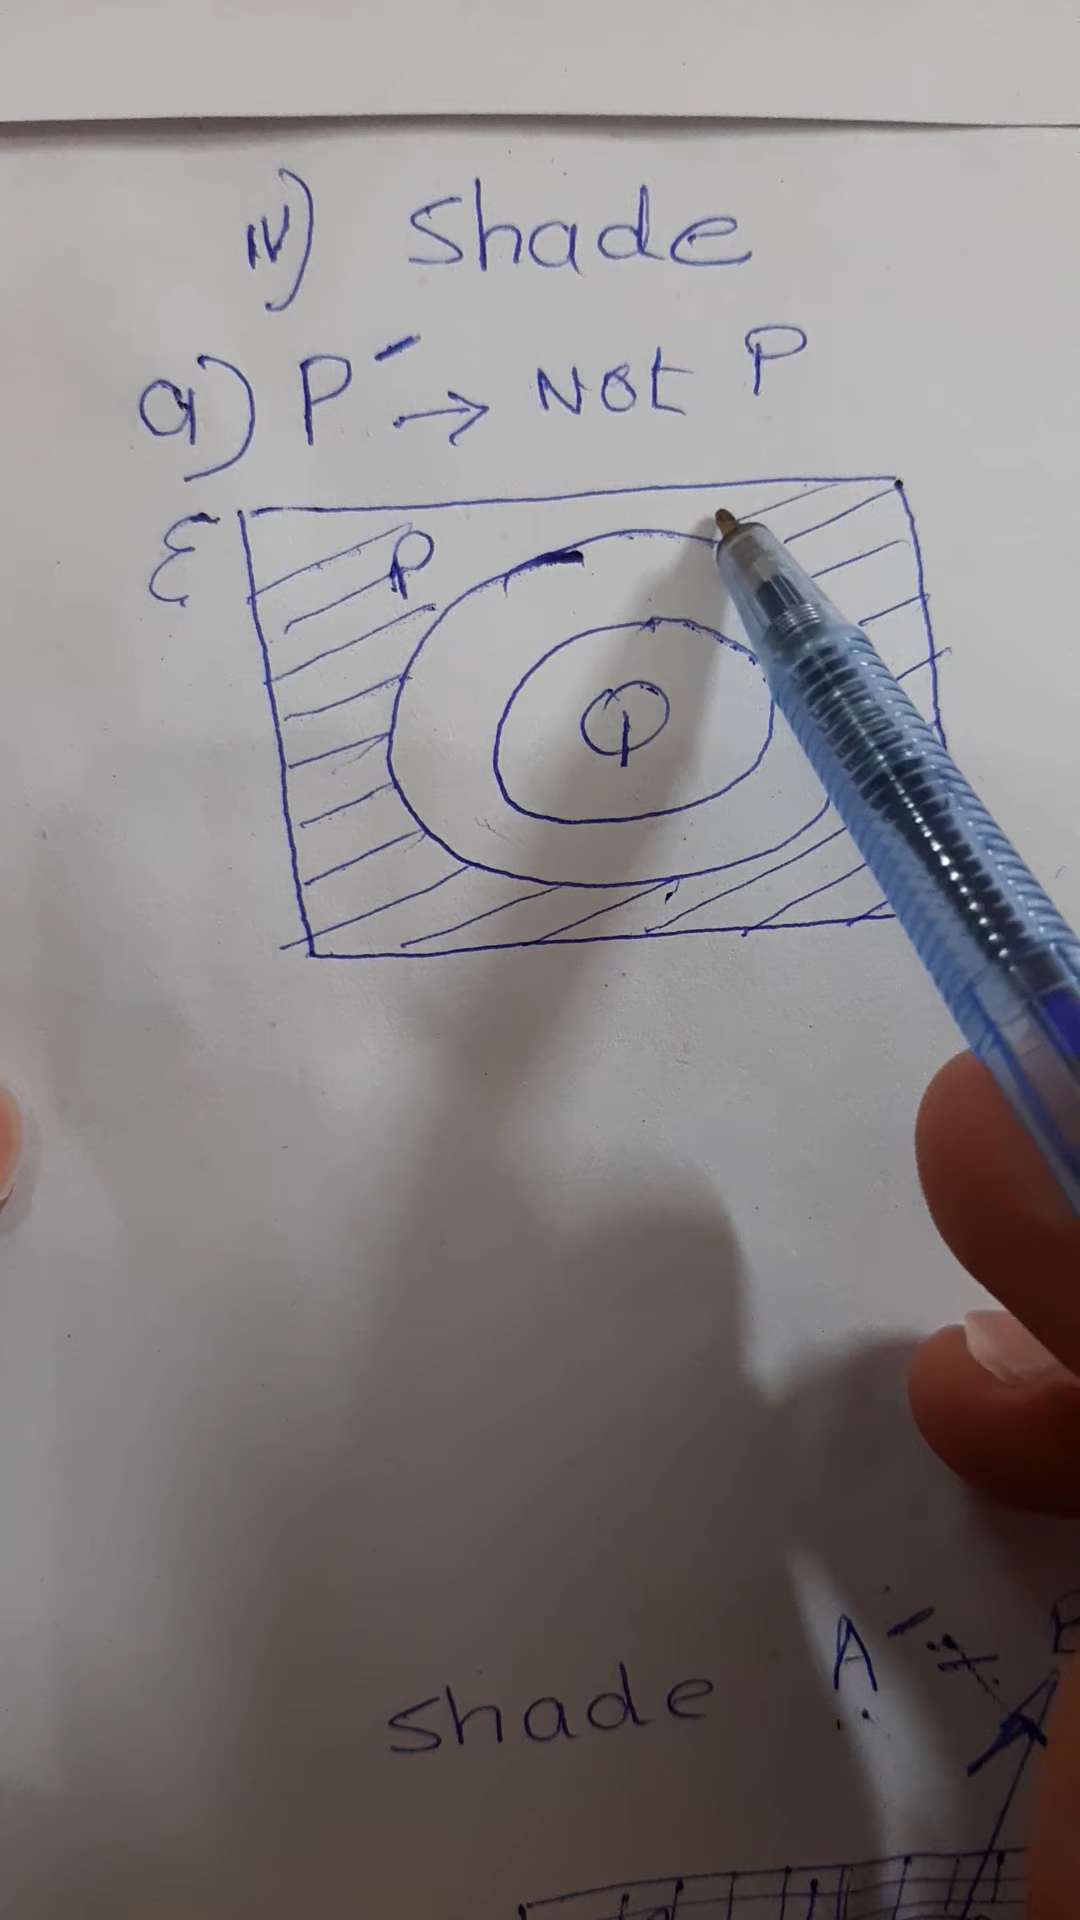 IV) Shade
a) P′ → Not P
Ɛ
P
Q
shade A′